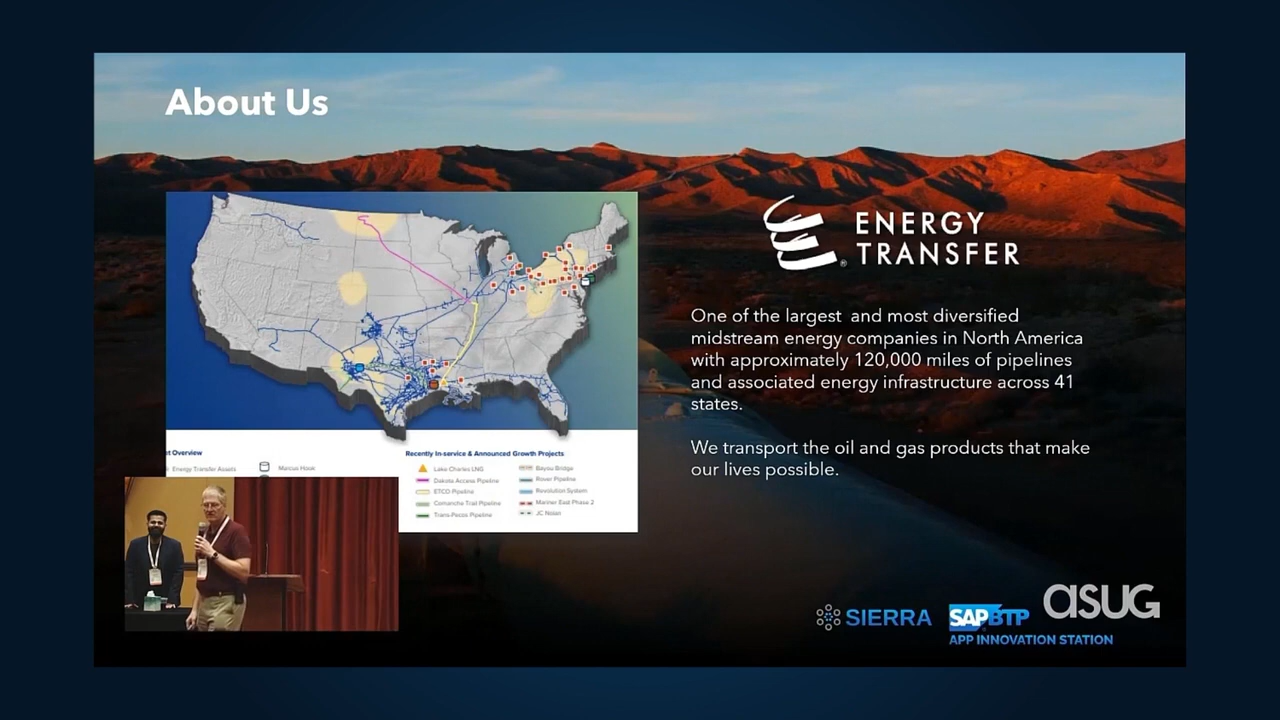 About Us
ENERGY
TRANSFER
One of the largest and most diversified
midstream energy companies in North America
with approximately 120,000 miles of pipelines
and associated energy infrastructure across 41
states.
We transport the oil and gas products that make
our lives possible.
t Overview
Energy Transfer Assets
Marcus Hook
Recently In-service & Announced Growth Projects
Lake Charles LNG
Dakota Access Pipeline
ETCO Pipeline
Comanche Trail Pipeline
Trans-Pecos Pipeline
Bayou Bridge
Rover Pipeline
Revolution System
Mariner East Phase 2
JC Nolan
SIERRA
SAP BTP
APP INNOVATION STATION
asug